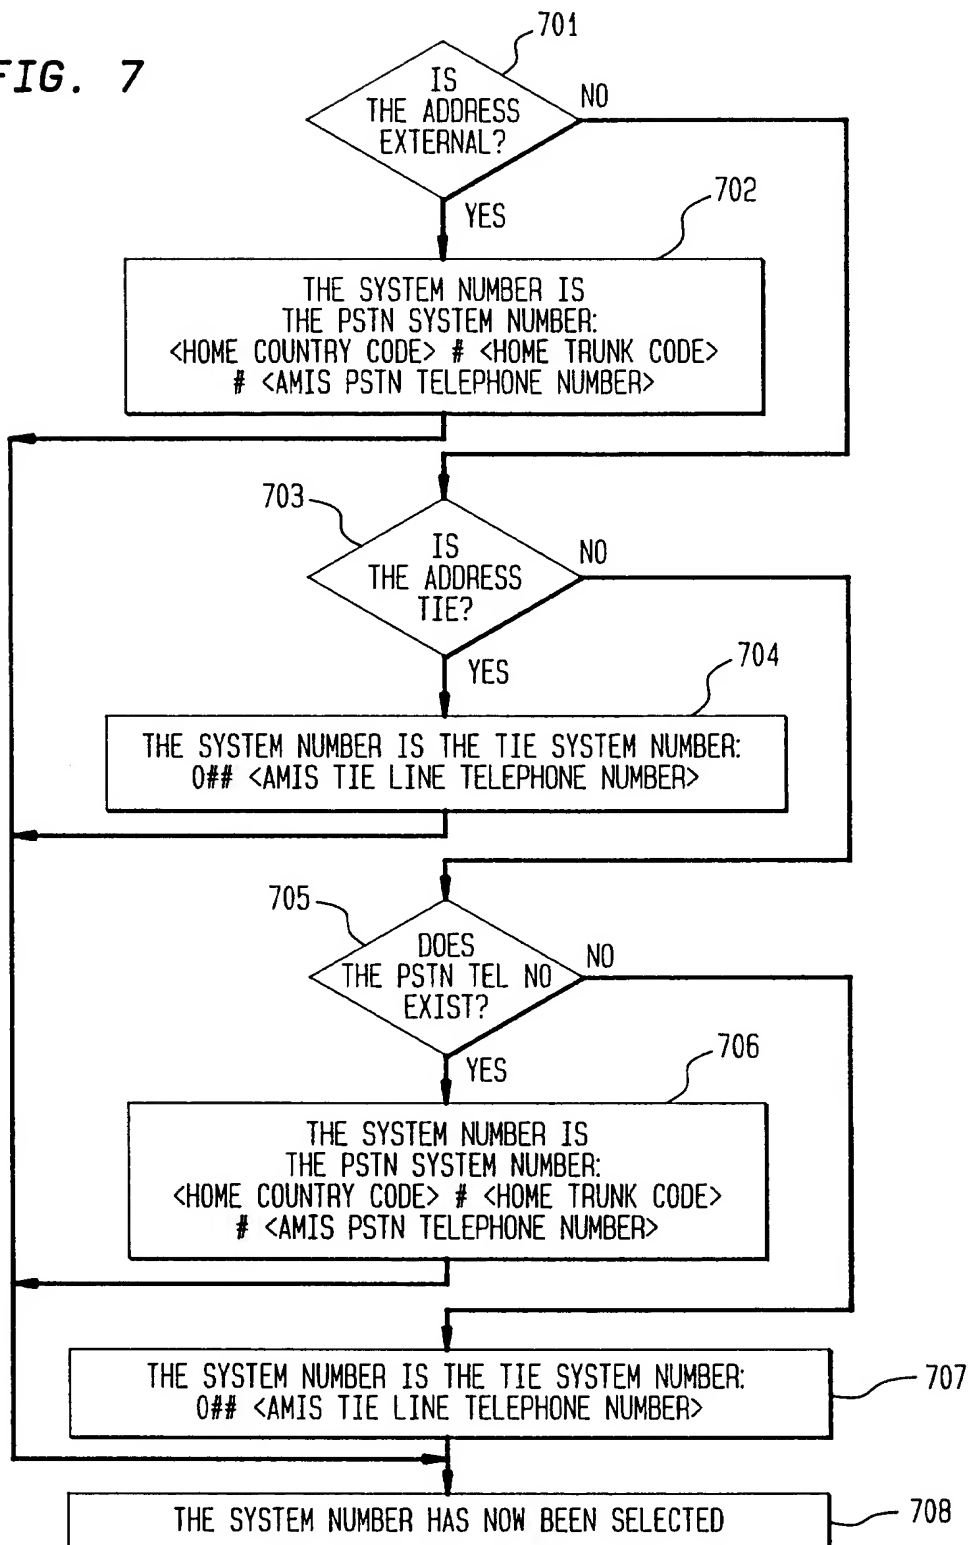 FIG. 7
701
IS
THE ADDRESS
EXTERNAL?
NO
YES
702
THE SYSTEM NUMBER IS
THE PSTN SYSTEM NUMBER:
<HOME COUNTRY CODE> # <HOME TRUNK CODE>
# <AMIS PSTN TELEPHONE NUMBER>
703
IS
THE ADDRESS
TIE?
NO
YES
704
THE SYSTEM NUMBER IS THE TIE SYSTEM NUMBER:
0## <AMIS TIE LINE TELEPHONE NUMBER>
705
DOES
THE PSTN TEL NO
EXIST?
NO
YES
706
THE SYSTEM NUMBER IS
THE PSTN SYSTEM NUMBER:
<HOME COUNTRY CODE> # <HOME TRUNK CODE>
# <AMIS PSTN TELEPHONE NUMBER>
THE SYSTEM NUMBER IS THE TIE SYSTEM NUMBER:
0## <AMIS TIE LINE TELEPHONE NUMBER>
707
THE SYSTEM NUMBER HAS NOW BEEN SELECTED
708